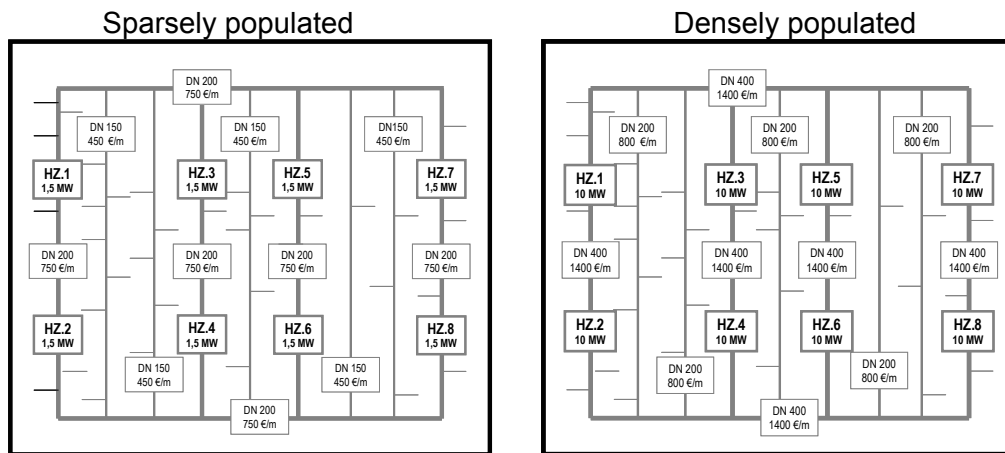 Sparsely populated
DN 200
750 €/m
DN 150
450 €/m
DN 150
450 €/m
DN150
450 €/m
HZ.1
1,5 MW
HZ.3
1,5 MW
HZ.5
1,5 MW
HZ.7
1,5 MW
DN 200
750 €/m
DN 200
750 €/m
DN 200
750 €/m
DN 200
750 €/m
HZ.2
1,5 MW
HZ.4
1,5 MW
HZ.6
1,5 MW
HZ.8
1,5 MW
DN 150
450 €/m
DN 150
450 €/m
DN 200
750 €/m
Densely populated
DN 400
1400 €/m
DN 200
800 €/m
DN 200
800 €/m
DN 200
800 €/m
HZ.1
10 MW
HZ.3
10 MW
HZ.5
10 MW
HZ.7
10 MW
DN 400
1400 €/m
DN 400
1400 €/m
DN 400
1400 €/m
DN 400
1400 €/m
HZ.2
10 MW
HZ.4
10 MW
HZ.6
10 MW
HZ.8
10 MW
DN 200
800 €/m
DN 200
800 €/m
DN 400
1400 €/m